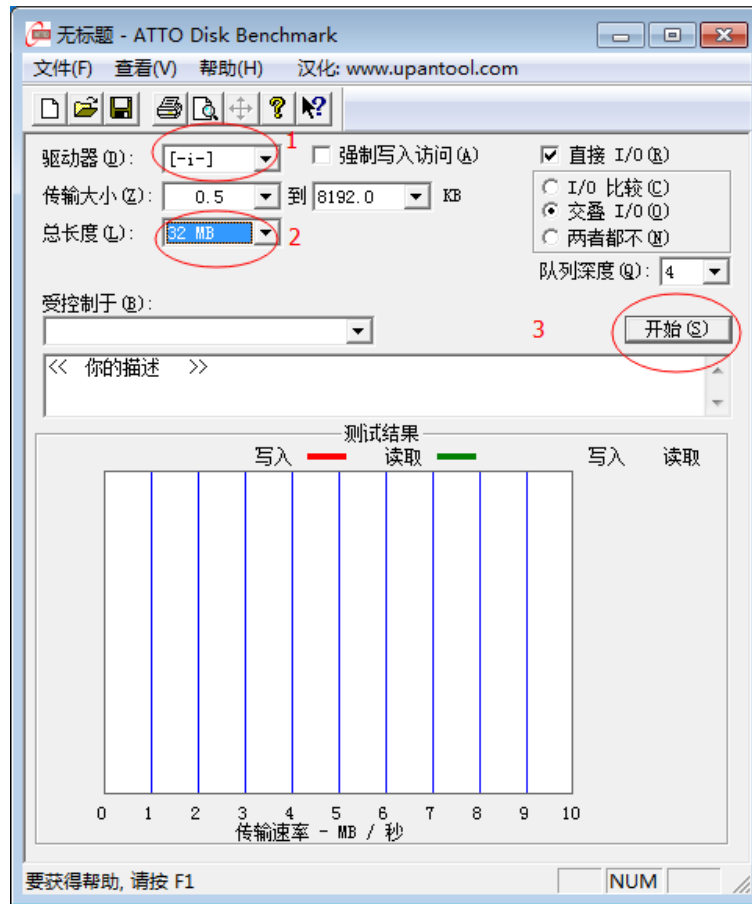 无标题 - ATTO Disk Benchmark
文件(F) 查看(V) 帮助(H) 汉化: www.upantool.com
驱动器(D): [-i-] 1 强制写入访问(A) 直接 I/O(R)
传输大小(Z): 0.5 到 8192.0 KB I/O 比较(C)
总长度(L): 32 MB 2 交叠 I/O(O)
两者都不(N)
队列深度(Q): 4
受控制于(B):
3 开始(S)
<< 你的描述 >>
测试结果
写入 读取 写入 读取
0 1 2 3 4 5 6 7 8 9 10
传输速率 - MB / 秒
要获得帮助, 请按 F1 NUM